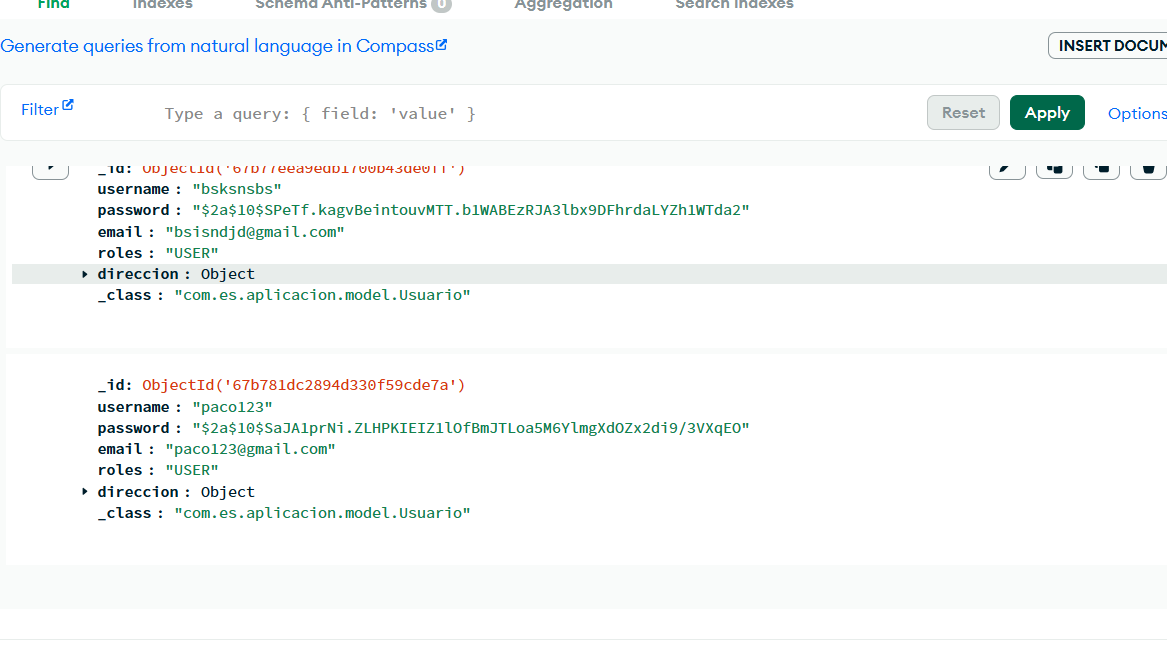 Find Indexes Schema Anti-Patterns 0 Aggregation Search Indexes
Generate queries from natural language in Compass
INSERT DOCUM
Filter Type a query: { field: 'value' } Reset Apply Options
_id: ObjectId('67b77eea9edb1700b43de0ff')
username : "bsksnsbs"
password : "$2a$10$SPeTf.kagvBeintouvMTT.b1WABEzRJA3lbx9DFhrdaLYZh1WTda2"
email : "bsisndjd@gmail.com"
roles : "USER"
direccion : Object
_class : "com.es.aplicacion.model.Usuario"
_id: ObjectId('67b781dc2894d330f59cde7a')
username : "paco123"
password : "$2a$10$SaJA1prNi.ZLHPKIEIZ1lOfBmJTLoa5M6YlmgXdOZx2di9/3VXqEO"
email : "paco123@gmail.com"
roles : "USER"
direccion : Object
_class : "com.es.aplicacion.model.Usuario"